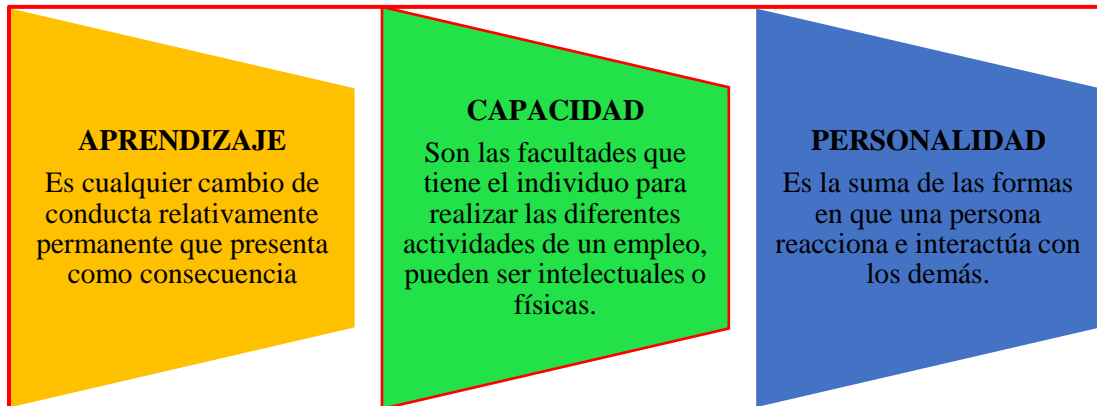 APRENDIZAJE
Es cualquier cambio de
conducta relativamente
permanente que presenta
como consecuencia
CAPACIDAD
Son las facultades que
tiene el individuo para
realizar las diferentes
actividades de un empleo,
pueden ser intelectuales o
físicas.
PERSONALIDAD
Es la suma de las formas
en que una persona
reacciona e interactúa con
los demás.